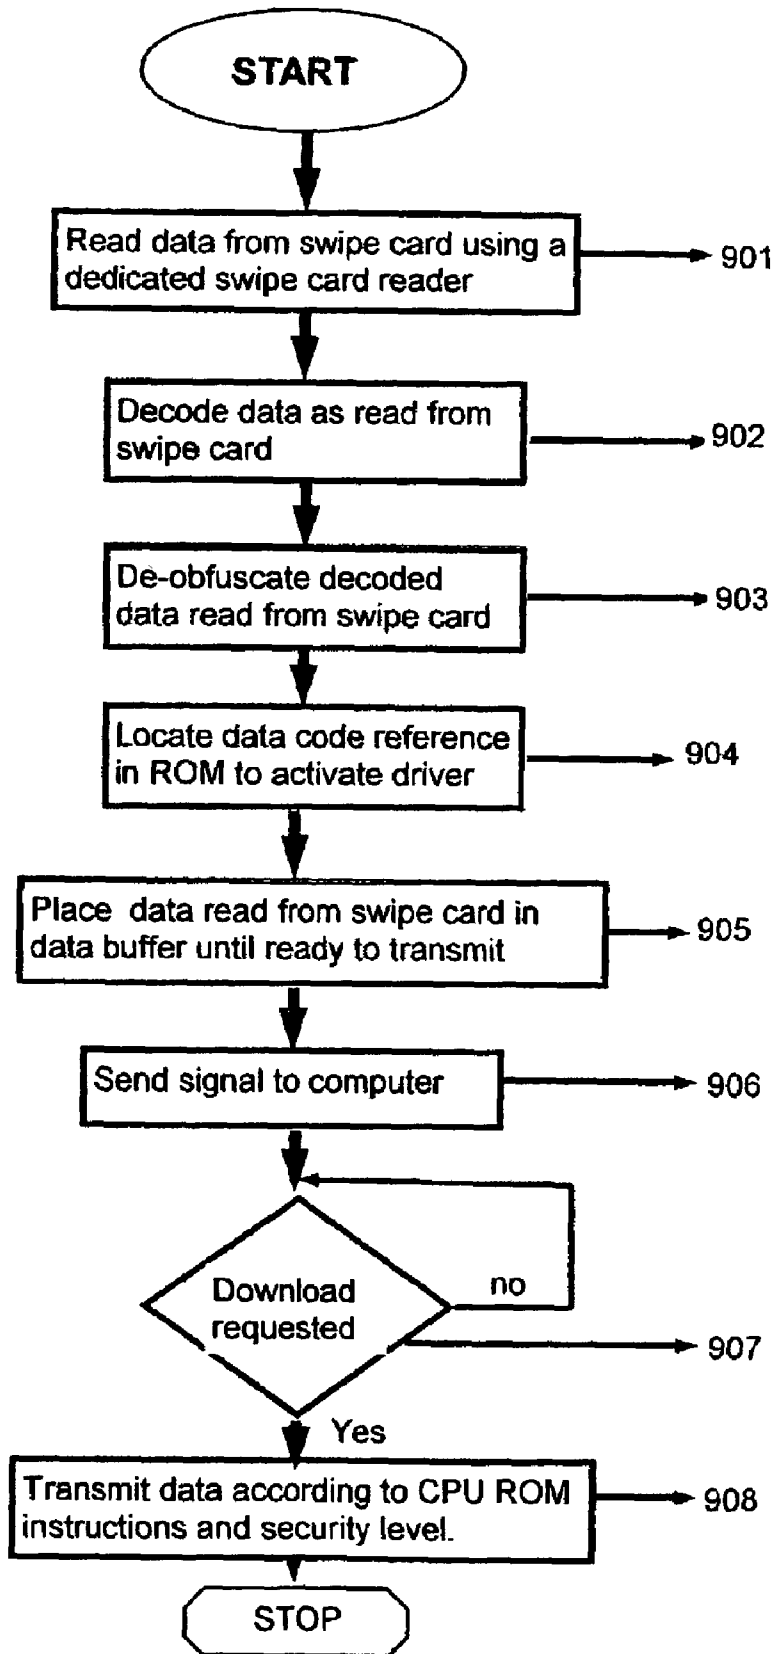 START
Read data from swipe card using a
dedicated swipe card reader
901
Decode data as read from
swipe card
902
De-obfuscate decoded
data read from swipe card
903
Locate data code reference
in ROM to activate driver
904
Place data read from swipe card in
data buffer until ready to transmit
905
Send signal to computer
906
Download
requested
no
907
Yes
Transmit data according to CPU ROM
instructions and security level.
908
STOP